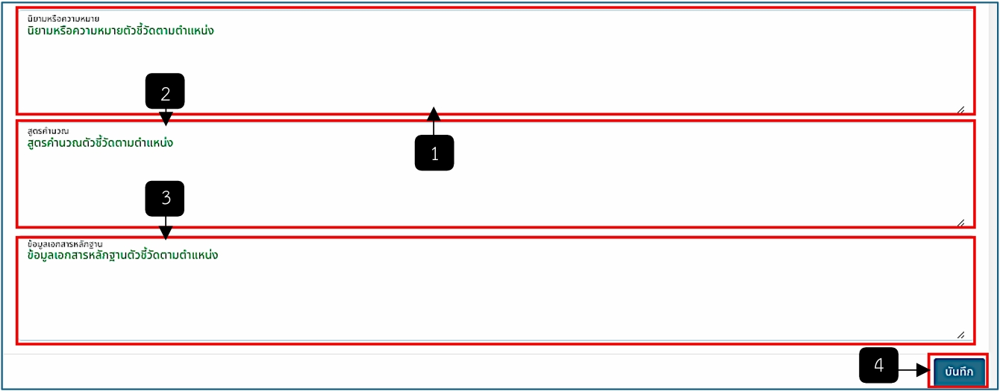 นิยามหรือความหมาย
นิยามหรือความหมายตัวชี้วัดตามตำแหน่ง
2
1
สูตรคำนวณ
สูตรคำนวณตัวชี้วัดตามตำแหน่ง
3
ข้อมูลเอกสารหลักฐาน
ข้อมูลเอกสารหลักฐานตัวชี้วัดตามตำแหน่ง
4
บันทึก